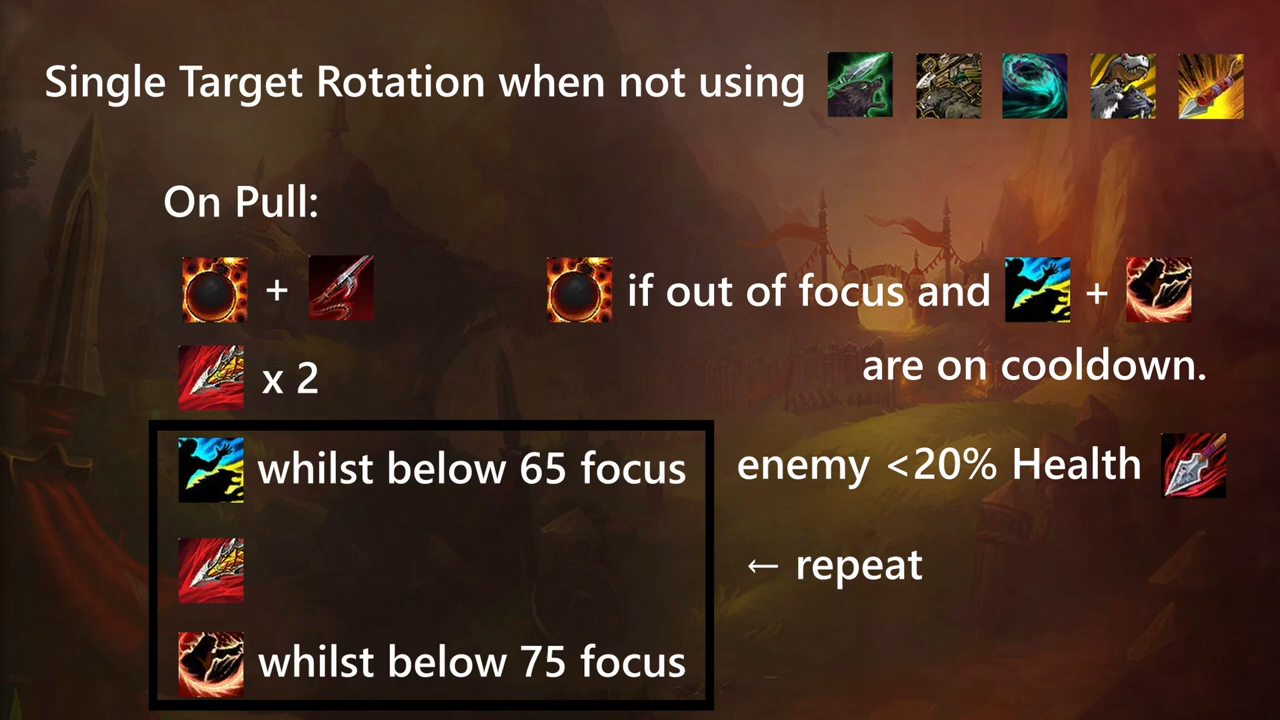 Single Target Rotation when not using
On Pull:
+
if out of focus and +
are on cooldown.
x 2
whilst below 65 focus
enemy <20% Health
← repeat
whilst below 75 focus